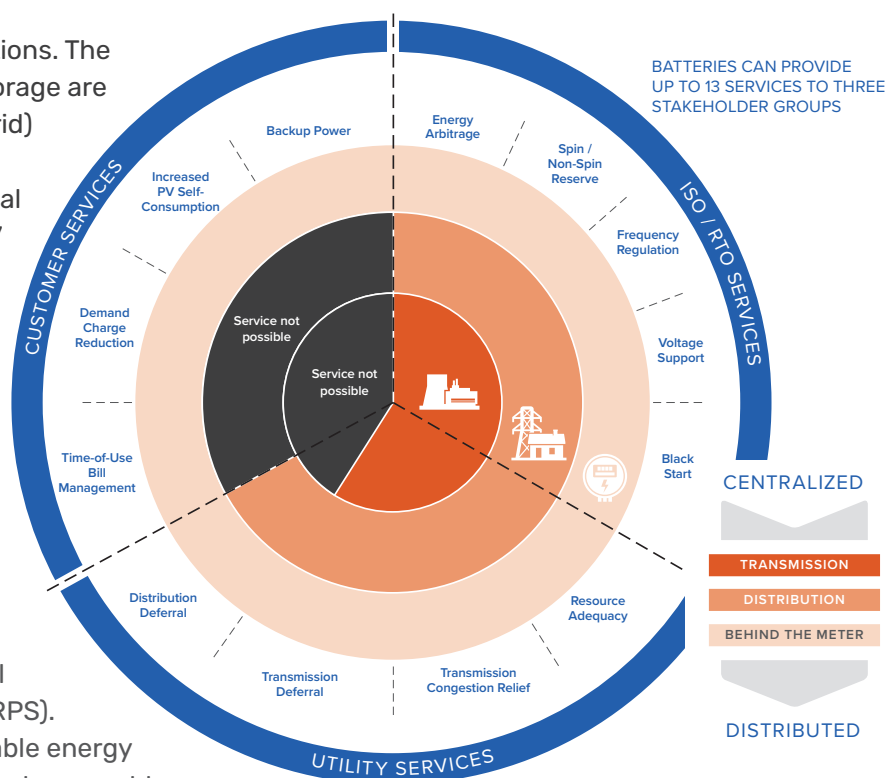 ions. The
orage are
rid)
al
l
RPS).
able energy
BATTERIES CAN PROVIDE
UP TO 13 SERVICES TO THREE
STAKEHOLDER GROUPS
CUSTOMER SERVICES
ISO / RTO SERVICES
UTILITY SERVICES
Backup Power
Energy
Arbitrage
Spin /
Non-Spin
Reserve
Increased
PV Self-
Consumption
Frequency
Regulation
Demand
Charge
Reduction
Voltage
Support
Time-of-Use
Bill
Management
Black
Start
Service not
possible
Service not
possible
Distribution
Deferral
Resource
Adequacy
Transmission
Deferral
Transmission
Congestion Relief
CENTRALIZED
TRANSMISSION
DISTRIBUTION
BEHIND THE METER
DISTRIBUTED